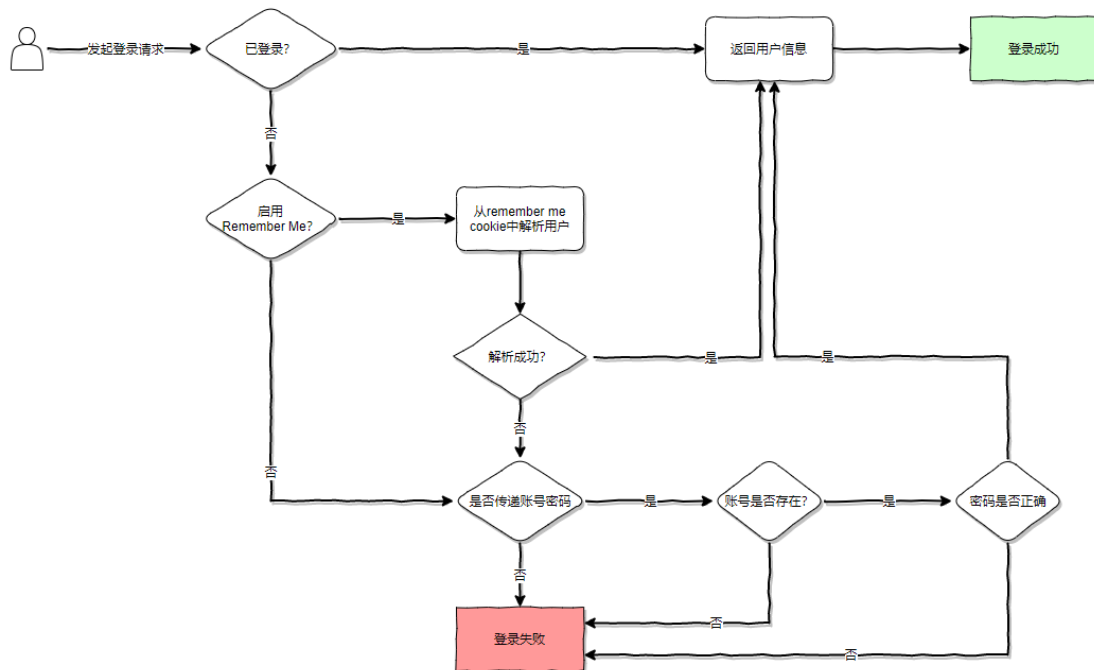 发起登录请求
已登录？
是
返回用户信息
登录成功
否
启用
Remember Me？
是
从remember me
cookie中解析用户
解析成功？
是
是
否
否
是否传递账号密码
是
账号是否存在？
是
密码是否正确
否
登录失败
否
否